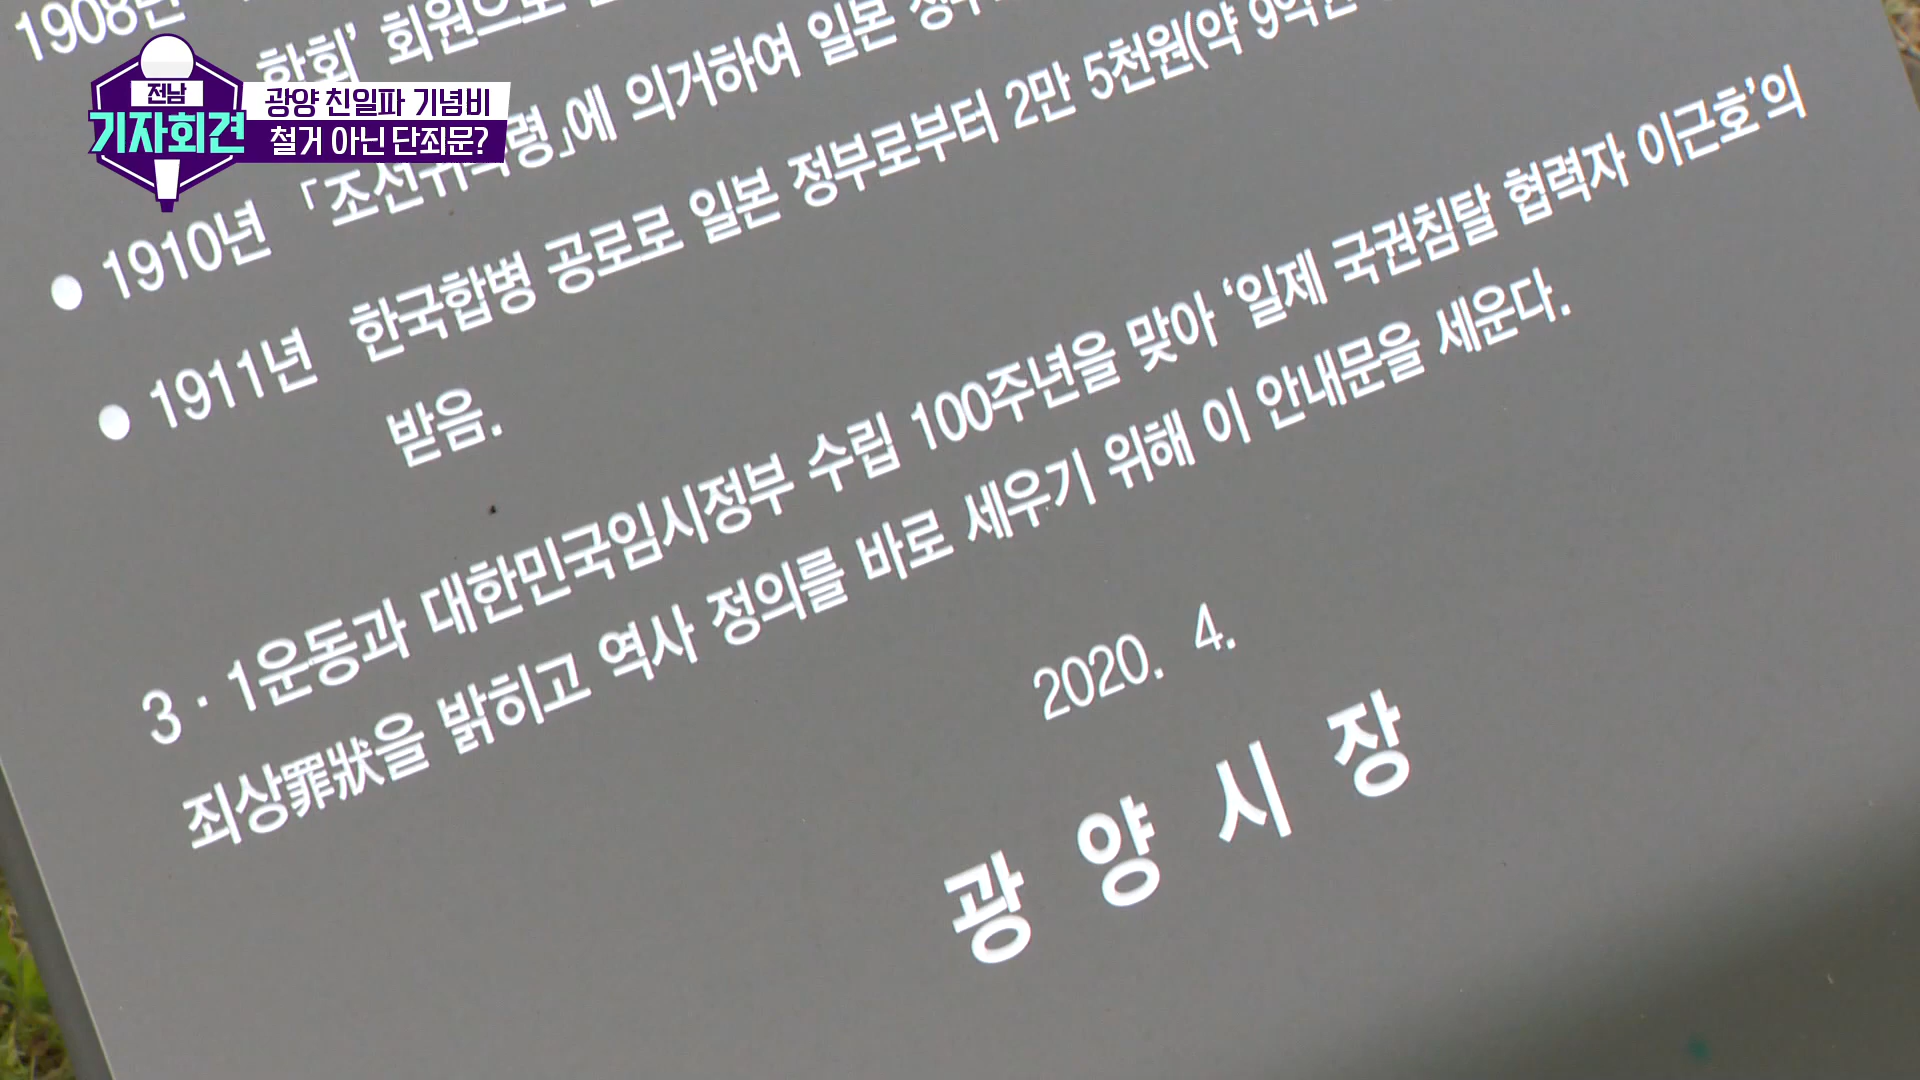 전남
기자회견
광양 친일파 기념비
철거 아닌 단죄문?
학회’ 회원으로
● 1910년 「조선귀족령」에 의거하여 일본
● 1911년 한국합병 공로로 일본 정부로부터 2만 5천원(약 9억원
받음.
3·1운동과 대한민국임시정부 수립 100주년을 맞아 ‘일제 국권침탈 협력자 이근호’의
죄상罪狀을 밝히고 역사 정의를 바로 세우기 위해 이 안내문을 세운다.
2020. 4.
광 양 시 장